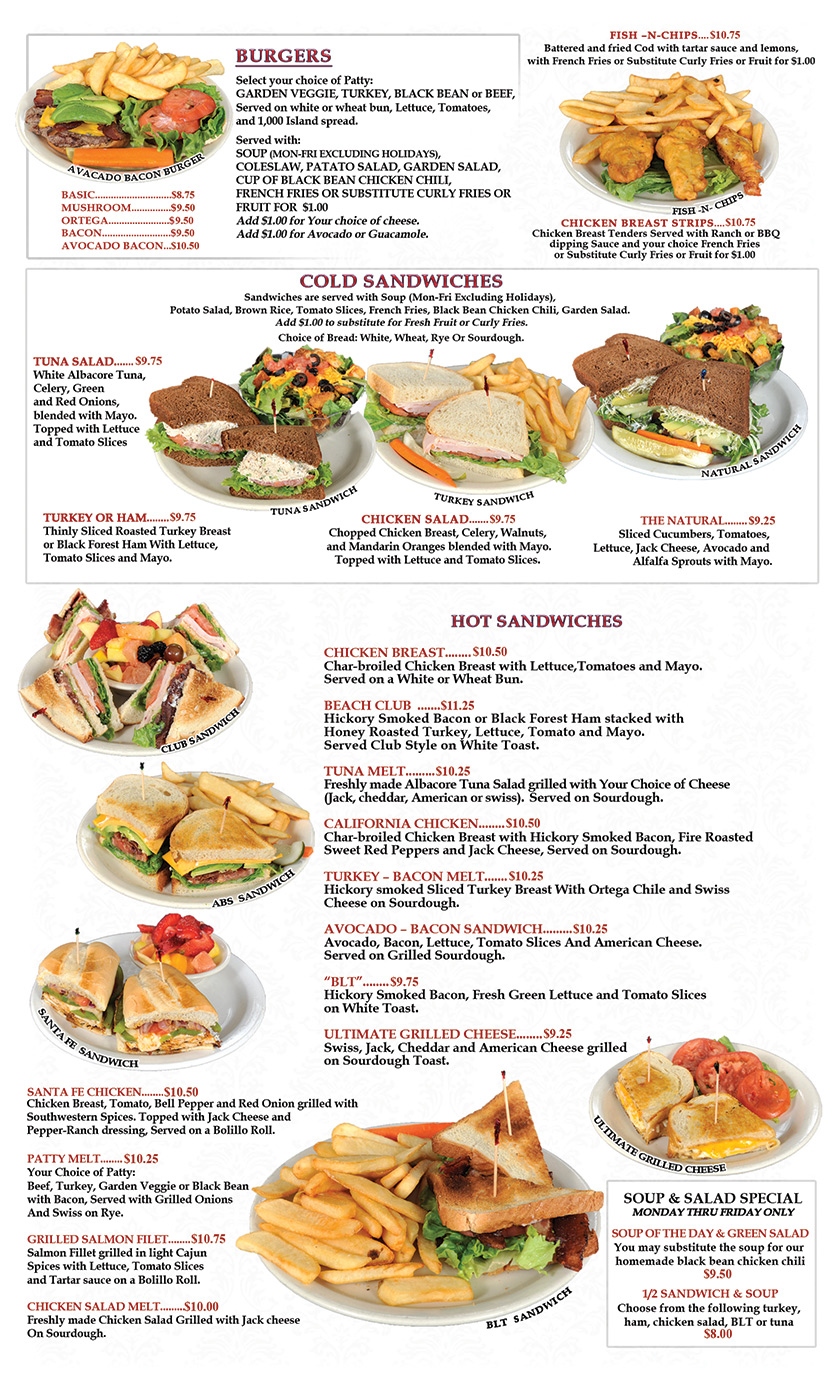 FISH –N-CHIPS....$10.75
Battered and fried Cod with tartar sauce and lemons,
with French Fries or Substitute Curly Fries or Fruit for $1.00
FISH -N- CHIPS
CHICKEN BREAST STRIPS....$10.75
Chicken Breast Tenders Served with Ranch or BBQ
dipping Sauce and your choice French Fries
or Substitute Curly Fries or Fruit for $1.00
BURGERS
Select your choice of Patty:
GARDEN VEGGIE, TURKEY, BLACK BEAN or BEEF,
Served on white or wheat bun, Lettuce, Tomatoes,
and 1,000 Island spread.
Served with:
SOUP (MON-FRI EXCLUDING HOLIDAYS),
COLESLAW, PATATO SALAD, GARDEN SALAD,
CUP OF BLACK BEAN CHICKEN CHILI,
FRENCH FRIES OR SUBSTITUTE CURLY FRIES OR
FRUIT FOR $1.00
Add $1.00 for Your choice of cheese.
Add $1.00 for Avocado or Guacamole.
AVACADO BACON BURGER
BASIC............................$8.75
MUSHROOM..............$9.50
ORTEGA......................$9.50
BACON........................$9.50
AVOCADO BACON...$10.50
COLD SANDWICHES
Sandwiches are served with Soup (Mon-Fri Excluding Holidays),
Potato Salad, Brown Rice, Tomato Slices, French Fries, Black Bean Chicken Chili, Garden Salad.
Add $1.00 to substitute for Fresh Fruit or Curly Fries.
Choice of Bread: White, Wheat, Rye Or Sourdough.
TUNA SALAD....... $9.75
White Albacore Tuna,
Celery, Green
and Red Onions,
blended with Mayo.
Topped with Lettuce
and Tomato Slices
TUNA SANDWICH
TURKEY SANDWICH
NATURAL SANDWICH
TURKEY OR HAM........$9.75
Thinly Sliced Roasted Turkey Breast
or Black Forest Ham With Lettuce,
Tomato Slices and Mayo.
CHICKEN SALAD.......$9.75
Chopped Chicken Breast, Celery, Walnuts,
and Mandarin Oranges blended with Mayo.
Topped with Lettuce and Tomato Slices.
THE NATURAL........$9.25
Sliced Cucumbers, Tomatoes,
Lettuce, Jack Cheese, Avocado and
Alfalfa Sprouts with Mayo.
HOT SANDWICHES
CHICKEN BREAST........$10.50
Char-broiled Chicken Breast with Lettuce,Tomatoes and Mayo.
Served on a White or Wheat Bun.
BEACH CLUB .......$11.25
Hickory Smoked Bacon or Black Forest Ham stacked with
Honey Roasted Turkey, Lettuce, Tomato and Mayo.
Served Club Style on White Toast.
TUNA MELT.........$10.25
Freshly made Albacore Tuna Salad grilled with Your Choice of Cheese
(Jack, cheddar, American or swiss). Served on Sourdough.
CALIFORNIA CHICKEN........$10.50
Char-broiled Chicken Breast with Hickory Smoked Bacon, Fire Roasted
Sweet Red Peppers and Jack Cheese, Served on Sourdough.
TURKEY – BACON MELT.......$10.25
Hickory smoked Sliced Turkey Breast With Ortega Chile and Swiss
Cheese on Sourdough.
AVOCADO – BACON SANDWICH.........$10.25
Avocado, Bacon, Lettuce, Tomato Slices And American Cheese.
Served on Grilled Sourdough.
“BLT”........$9.75
Hickory Smoked Bacon, Fresh Green Lettuce and Tomato Slices
on White Toast.
ULTIMATE GRILLED CHEESE........$9.25
Swiss, Jack, Cheddar and American Cheese grilled
on Sourdough Toast.
CLUB SANDWICH
ABS SANDWICH
SANTA FE SANDWICH
SANTA FE CHICKEN........$10.50
Chicken Breast, Tomato, Bell Pepper and Red Onion grilled with
Southwestern Spices. Topped with Jack Cheese and
Pepper-Ranch dressing, Served on a Bolillo Roll.
PATTY MELT.......$10.25
Your Choice of Patty:
Beef, Turkey, Garden Veggie or Black Bean
with Bacon, Served with Grilled Onions
And Swiss on Rye.
GRILLED SALMON FILET........$10.75
Salmon Fillet grilled in light Cajun
Spices with Lettuce, Tomato Slices
and Tartar sauce on a Bolillo Roll.
CHICKEN SALAD MELT.........$10.00
Freshly made Chicken Salad Grilled with Jack cheese
On Sourdough.
BLT SANDWICH
ULTIMATE GRILLED CHEESE
SOUP & SALAD SPECIAL
MONDAY THRU FRIDAY ONLY
SOUP OF THE DAY & GREEN SALAD
You may substitute the soup for our
homemade black bean chicken chili
$9.50
1/2 SANDWICH & SOUP
Choose from the following turkey,
ham, chicken salad, BLT or tuna
$8.00